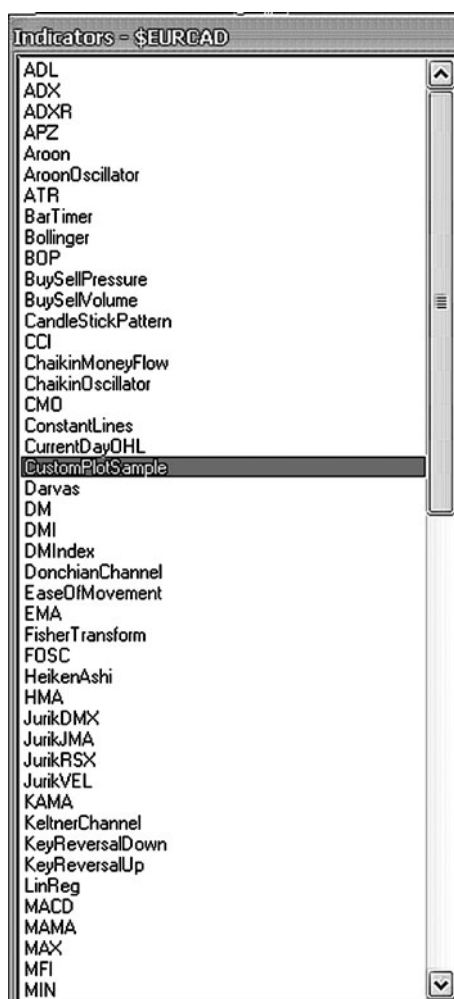 Indicators - $EURCAD
ADL
ADX
ADXR
APZ
Aroon
AroonOscillator
ATR
BarTimer
Bollinger
BOP
BuySellPressure
BuySellVolume
CandleStickPattern
CCI
ChaikinMoneyFlow
ChaikinOscillator
CMO
ConstantLines
CurrentDayOHL
CustomPlotSample
Darvas
DM
DMI
DMIndex
DonchianChannel
EaseOfMovement
EMA
FisherTransform
FOSC
HeikenAshi
HMA
JurikDMX
JurikJMA
JurikRSX
JurikVEL
KAMA
KeltnerChannel
KeyReversalDown
KeyReversalUp
LinReg
MACD
MAMA
MAX
MFI
MIN